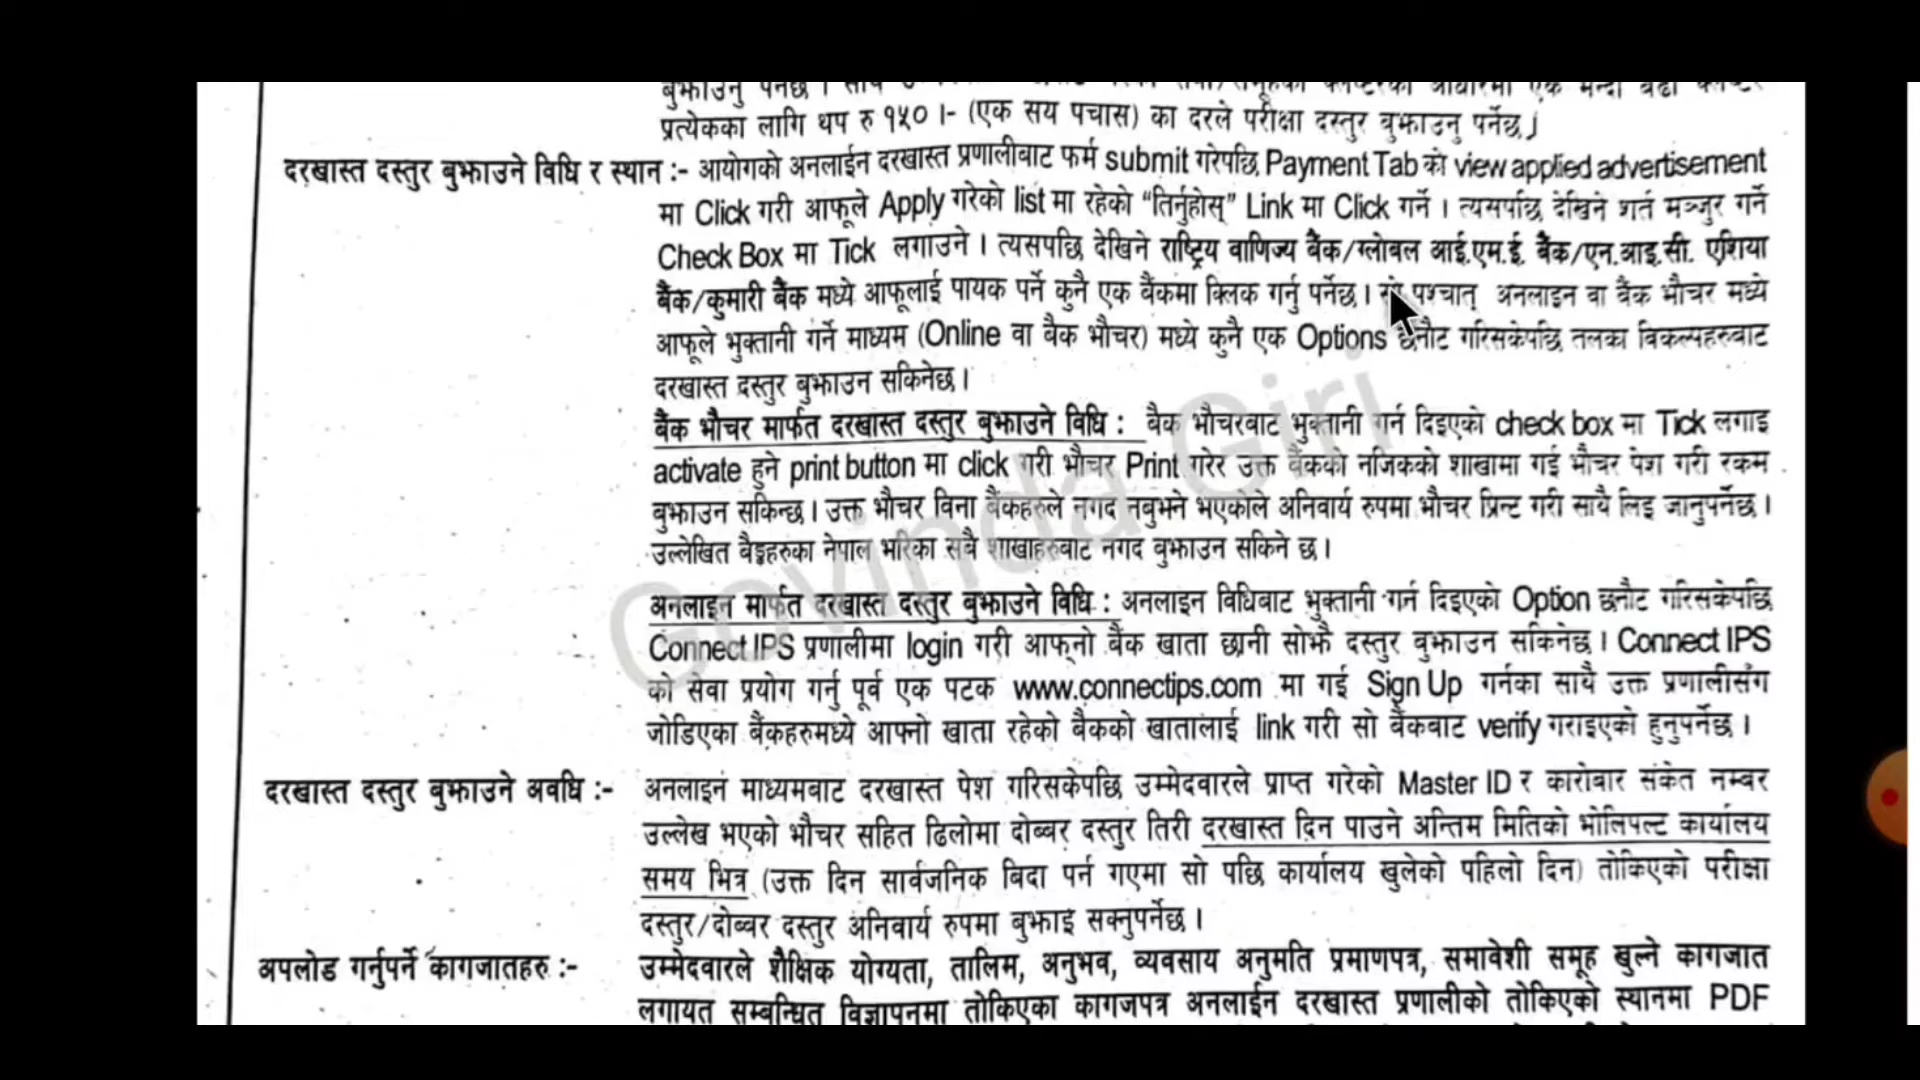 बुझाउनु पर्नेछ ।
प्रत्येकका लागि थप रु १५० ।- (एक सय पचास) का दरले परीक्षा दस्तुर बुझाउनु पर्नेछ।
दरखास्त दस्तुर बुझाउने विधि र स्थान :- आयोगको अनलाईन दरखास्त प्रणालीबाट फर्म submit गरेपछि Payment Tab को view applied advertisement
मा Click गरी आफूले Apply गरेको list मा रहेको “तिर्नुहोस्” Link मा Click गर्ने । त्यसपछि देखिने शर्त मञ्जुर गर्ने
Check Box मा Tick लगाउने । त्यसपछि देखिने राष्ट्रिय वाणिज्य बैंक/ग्लोबल आई.एम.ई. बैंक/एन.आइ.सी. एशिया
बैंक/कुमारी बैंक मध्ये आफूलाई पायक पर्ने कुनै एक बैंकमा क्लिक गर्नु पर्नेछ । सो पश्चात् अनलाइन वा बैंक भौचर मध्ये
आफूले भुक्तानी गर्ने माध्यम (Online वा बैंक भौचर) मध्ये कुनै एक Options छनौट गरिसकेपछि तलका विकल्पहरुबाट
दरखास्त दस्तुर बुझाउन सकिनेछ ।
बैंक भौचर मार्फत दरखास्त दस्तुर बुझाउने विधि : बैंक भौचरबाट भुक्तानी गर्न दिइएको check box मा Tick लगाइ
activate हुने print button मा click गरी भौचर Print गरेर उक्त बैंकको नजिकको शाखामा गई भौचर पेश गरी रकम
बुझाउन सकिन्छ । उक्त भौचर विना बैंकहरुले नगद नबुझ्ने भएकोले अनिवार्य रुपमा भौचर प्रिन्ट गरी साथै लिइ जानुपर्नेछ ।
उल्लेखित बैङ्कहरुका नेपाल भरिका सबै शाखाहरुबाट नगद बुझाउन सकिने छ ।
अनलाइन मार्फत दरखास्त दस्तुर बुझाउने विधि : अनलाइन विधिबाट भुक्तानी गर्न दिइएको Option छनौट गरिसकेपछि
Connect IPS प्रणालीमा login गरी आफ्नो बैंक खाता छानी सोझै दस्तुर बुझाउन सकिनेछ । Connect IPS
को सेवा प्रयोग गर्नु पूर्व एक पटक www.connectips.com मा गई Sign Up गर्नका साथै उक्त प्रणालीसंग
जोडिएका बैंकहरुमध्ये आफ्नो खाता रहेको बैंकको खातालाई link गरी सो बैंकबाट verify गराइएको हुनुपर्नेछ ।
दरखास्त दस्तुर बुझाउने अवधि :- अनलाइन माध्यमबाट दरखास्त पेश गरिसकेपछि उम्मेदवारले प्राप्त गरेको Master ID र कारोबार संकेत नम्बर
उल्लेख भएको भौचर सहित ढिलोमा दोब्बर दस्तुर तिरी दरखास्त दिन पाउने अन्तिम मितिको भोलिपल्ट कार्यालय
समय भित्र (उक्त दिन सार्वजनिक बिदा पर्न गएमा सो पछि कार्यालय खुलेको पहिलो दिन) तोकिएको परीक्षा
दस्तुर/दोब्बर दस्तुर अनिवार्य रुपमा बुझाइ सक्नुपर्नेछ ।
अपलोड गर्नुपर्ने कागजातहरु :- उम्मेदवारले शैक्षिक योग्यता, तालिम, अनुभव, व्यवसाय अनुमति प्रमाणपत्र, समावेशी समूह खुल्ने कागजात
लगायत सम्बन्धित विज्ञापनमा तोकिएका कागजपत्र अनलाईन दरखास्त प्रणालीको तोकिएको स्थानमा PDF
Govinda Giri